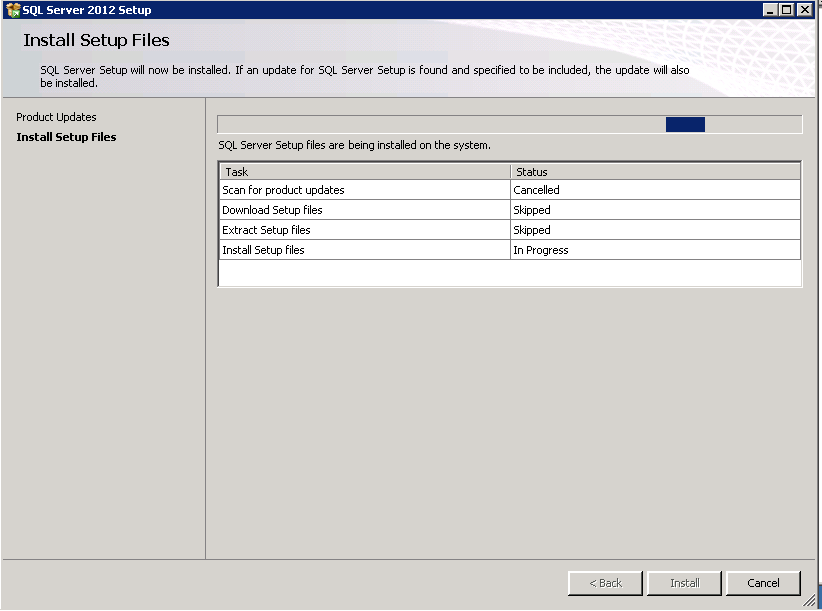 SQL Server 2012 Setup
Install Setup Files
SQL Server Setup will now be installed. If an update for SQL Server Setup is found and specified to be included, the update will also
be installed.
Product Updates
Install Setup Files
SQL Server Setup files are being installed on the system.
Task Status
Scan for product updates Cancelled
Download Setup files Skipped
Extract Setup files Skipped
Install Setup files In Progress
< Back Install Cancel